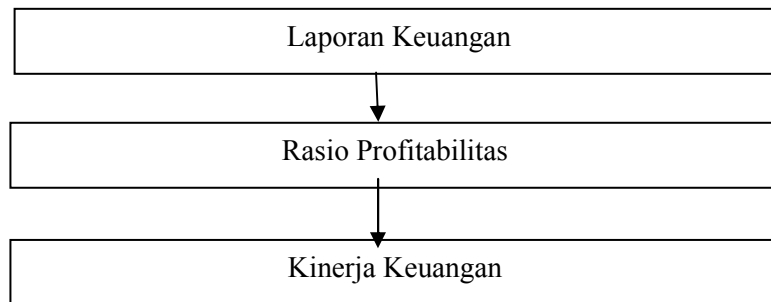 Laporan Keuangan
Rasio Profitabilitas
Kinerja Keuangan